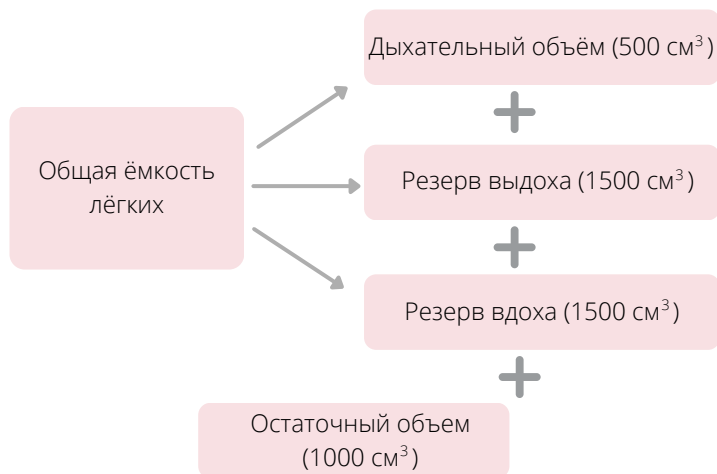 Дыхательный объём (500 см³)
+
Общая ёмкость
лёгких
Резерв выдоха (1500 см³)
+
Резерв вдоха (1500 см³)
+
Остаточный объем
(1000 см³)